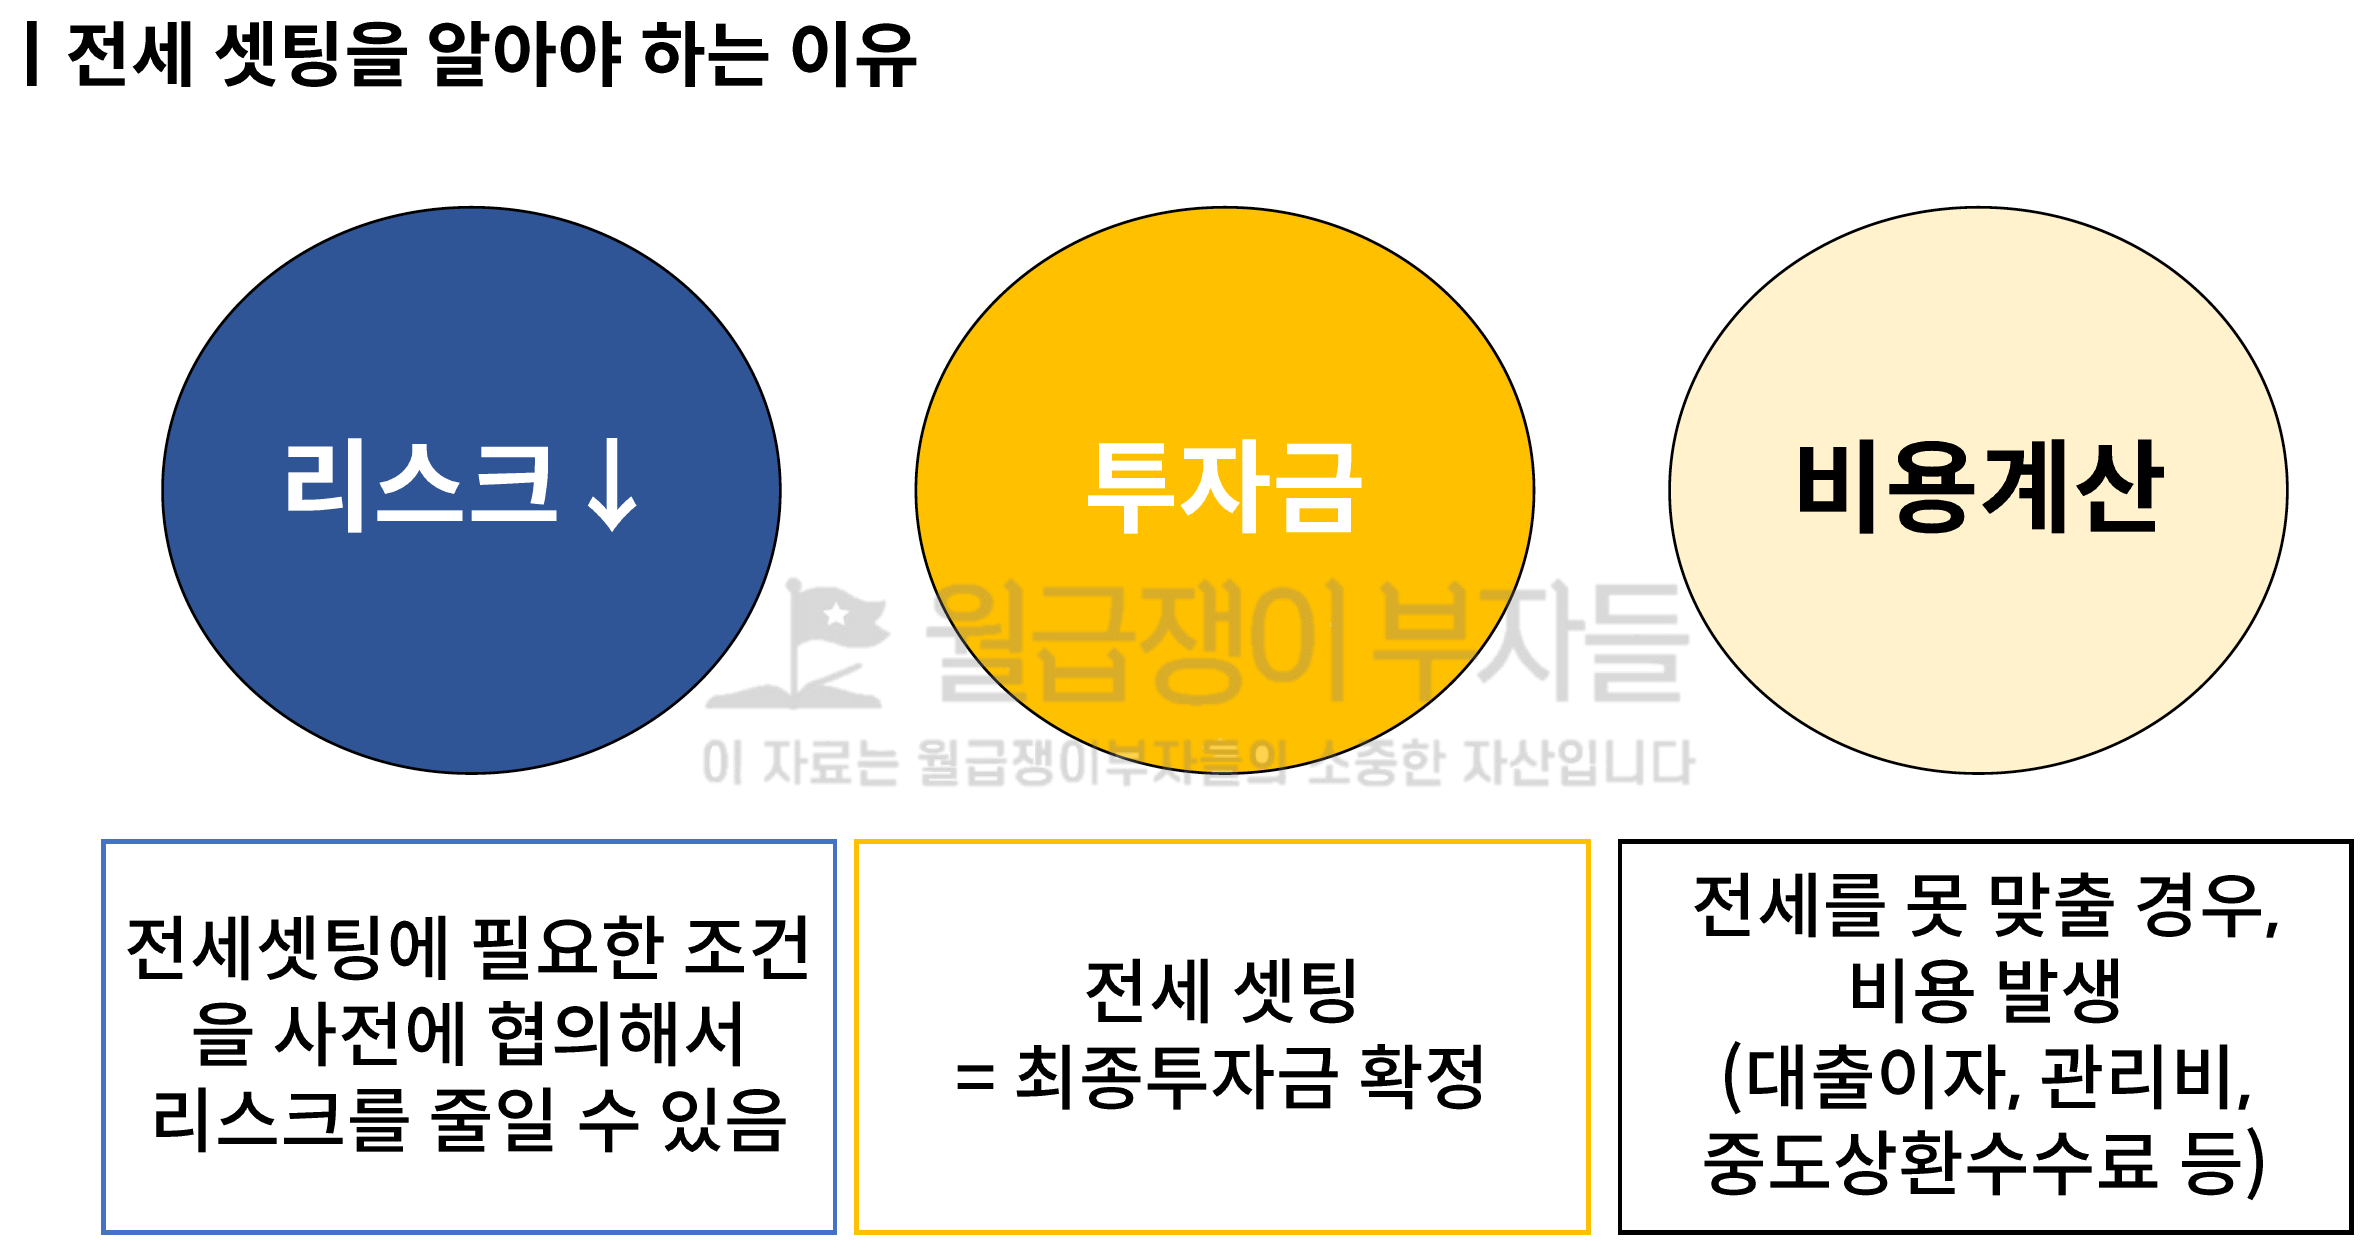 | 전세 셋팅을 알아야 하는 이유
리스크↓
투자금
비용계산
월급쟁이 부자들
이 자료는 월급쟁이부자들의 소중한 자산입니다
전세셋팅에 필요한 조건
을 사전에 협의해서
리스크를 줄일 수 있음
전세 셋팅
= 최종투자금 확정
전세를 못 맞출 경우,
비용 발생
(대출이자, 관리비,
중도상환수수료 등)